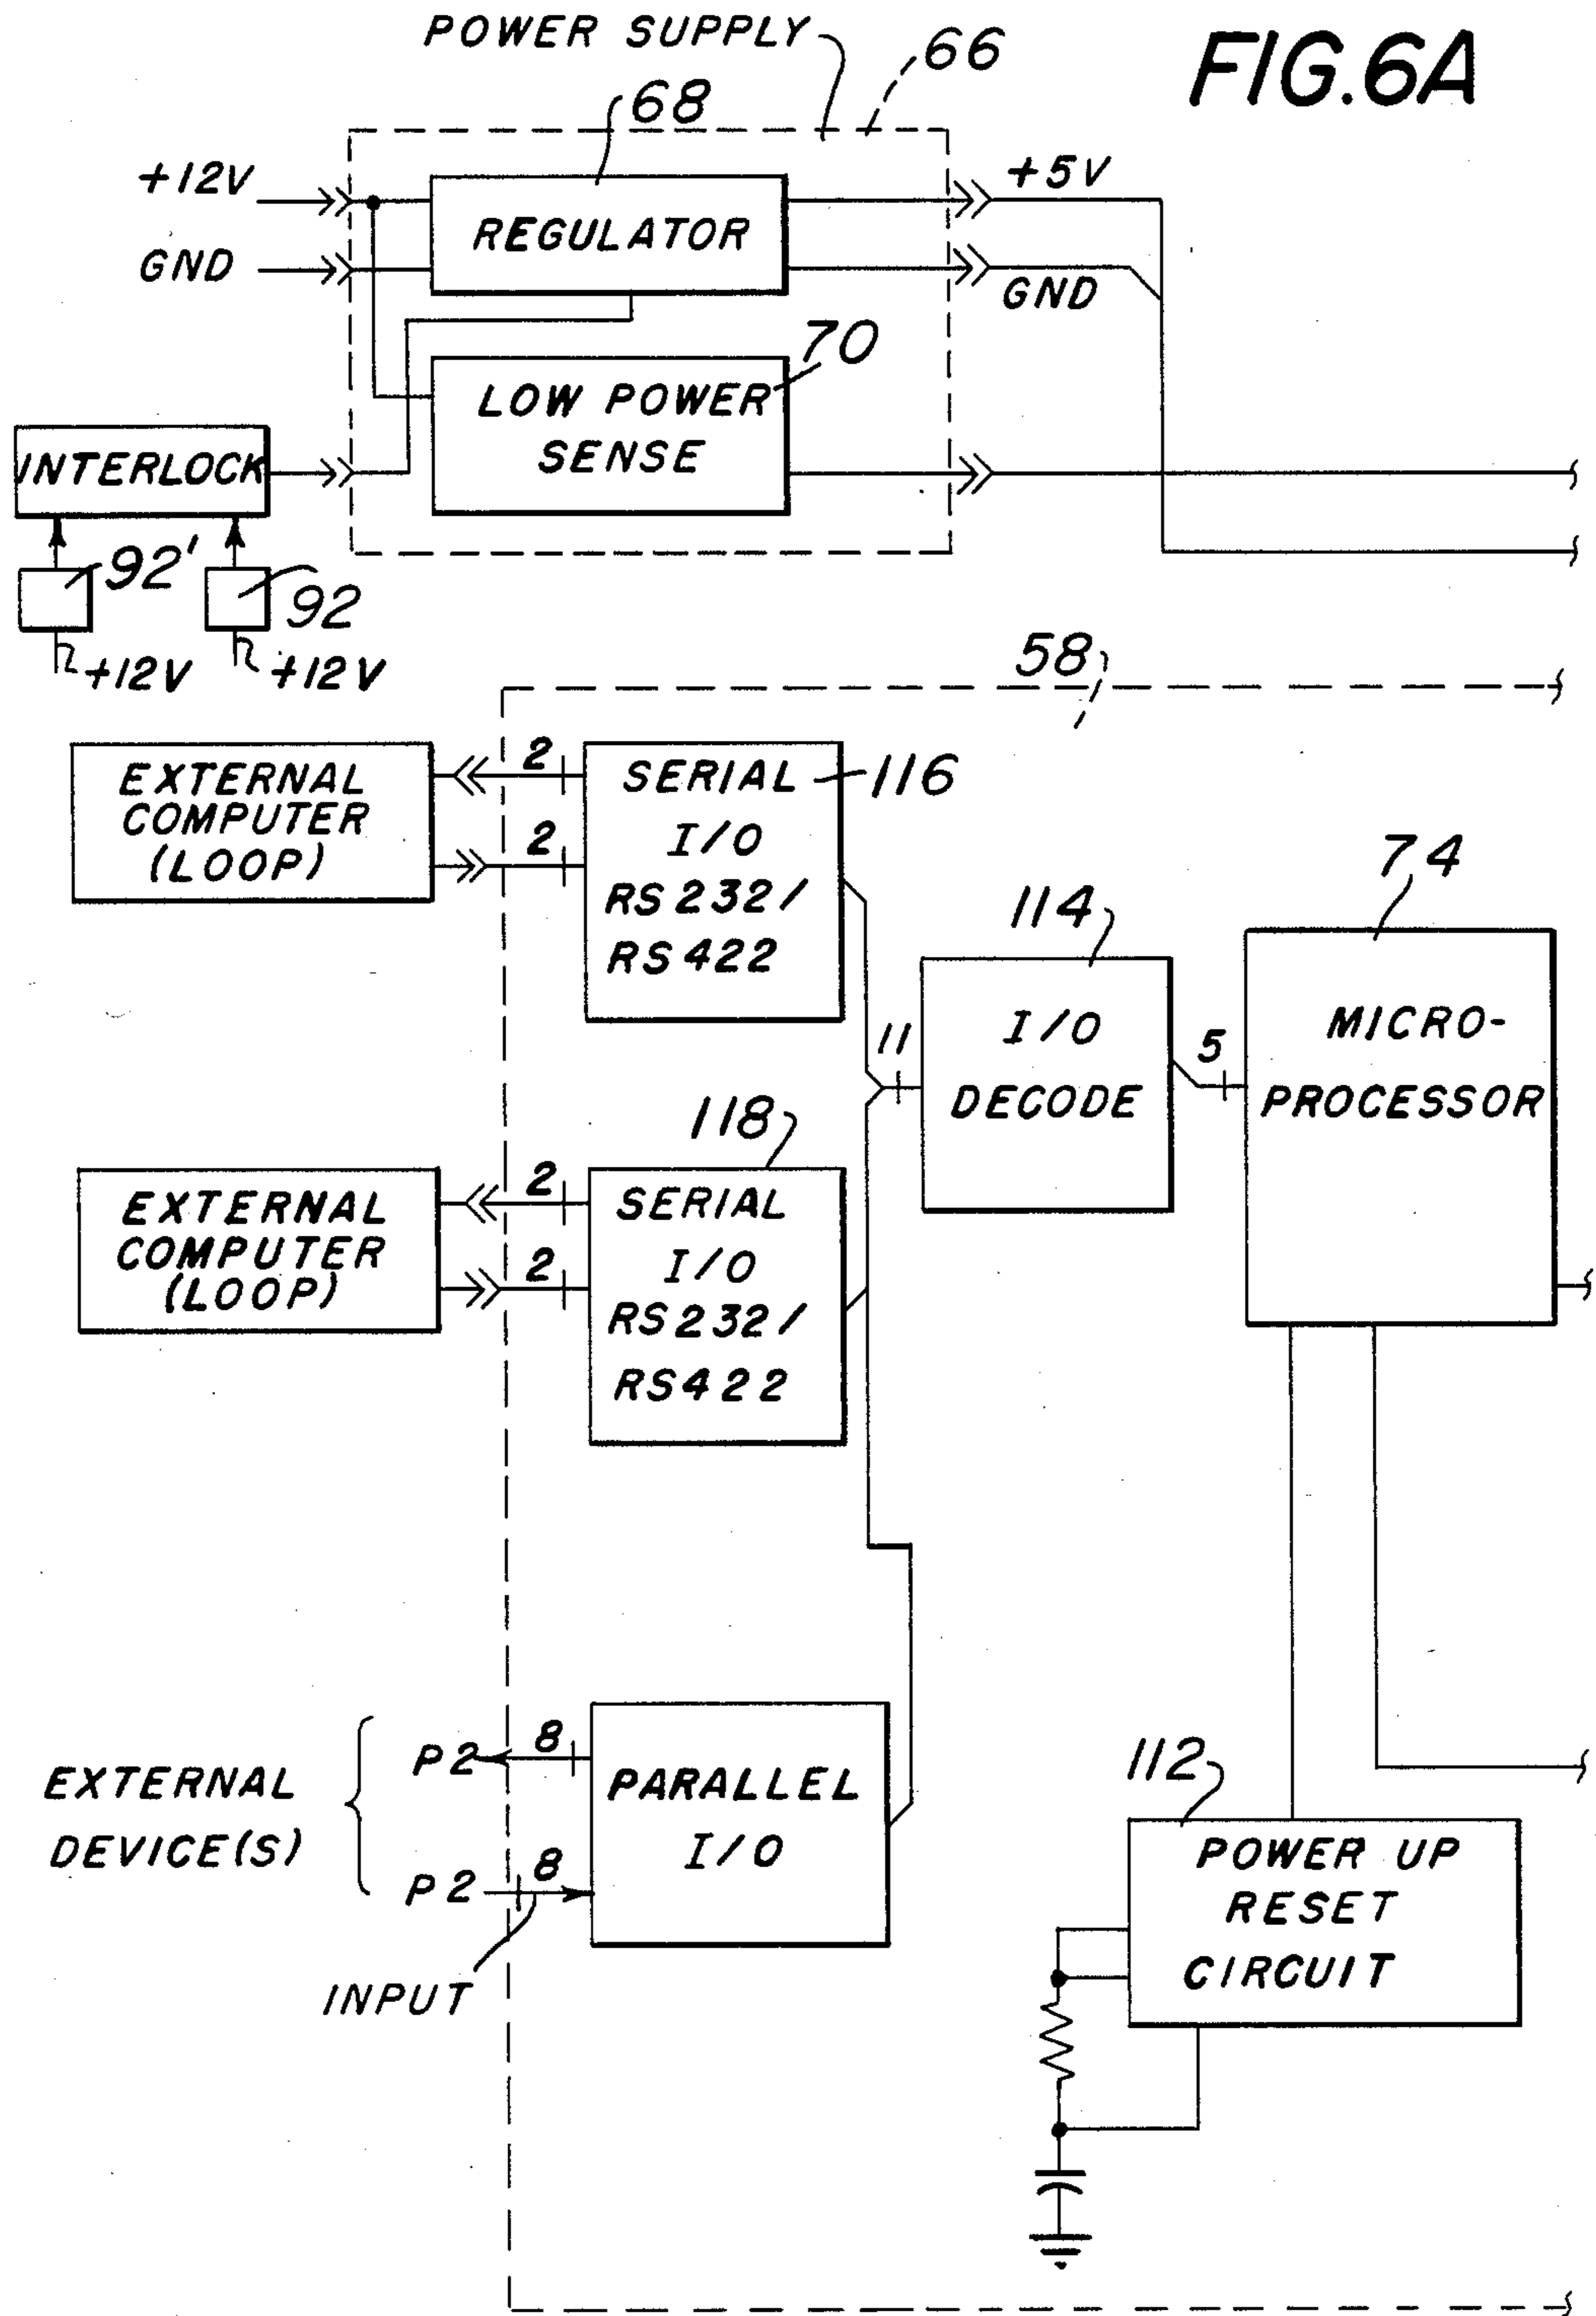 FIG.6A
POWER SUPPLY
66
68
+12V
REGULATOR
+5V
GND
GND
70
LOW POWER
SENSE
INTERLOCK
92'
92
+12V
+12V
58
EXTERNAL
COMPUTER
(LOOP)
2
2
SERIAL
I/O
RS232/
RS422
116
114
74
11
I/O
DECODE
5
MICRO-
PROCESSOR
118
EXTERNAL
COMPUTER
(LOOP)
2
2
SERIAL
I/O
RS232/
RS422
EXTERNAL
DEVICE(S)
P2
8
P2
8
INPUT
PARALLEL
I/O
112
POWER UP
RESET
CIRCUIT